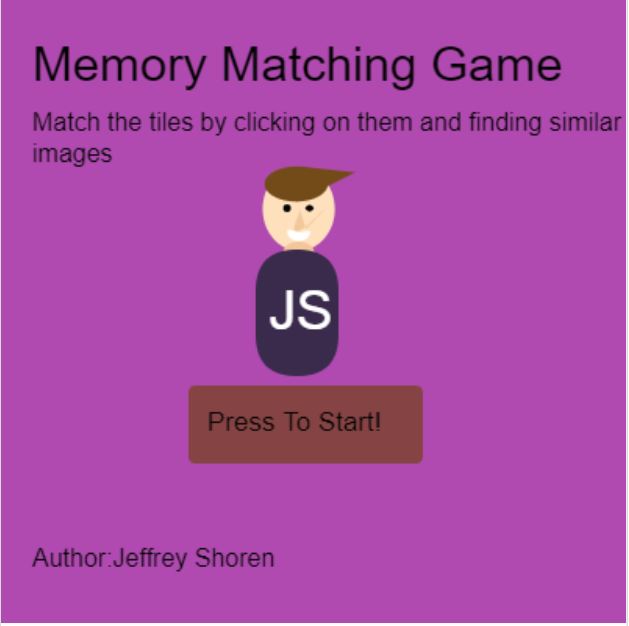 Memory Matching Game
Match the tiles by clicking on them and finding similar
images
JS
Press To Start!
Author:Jeffrey Shoren